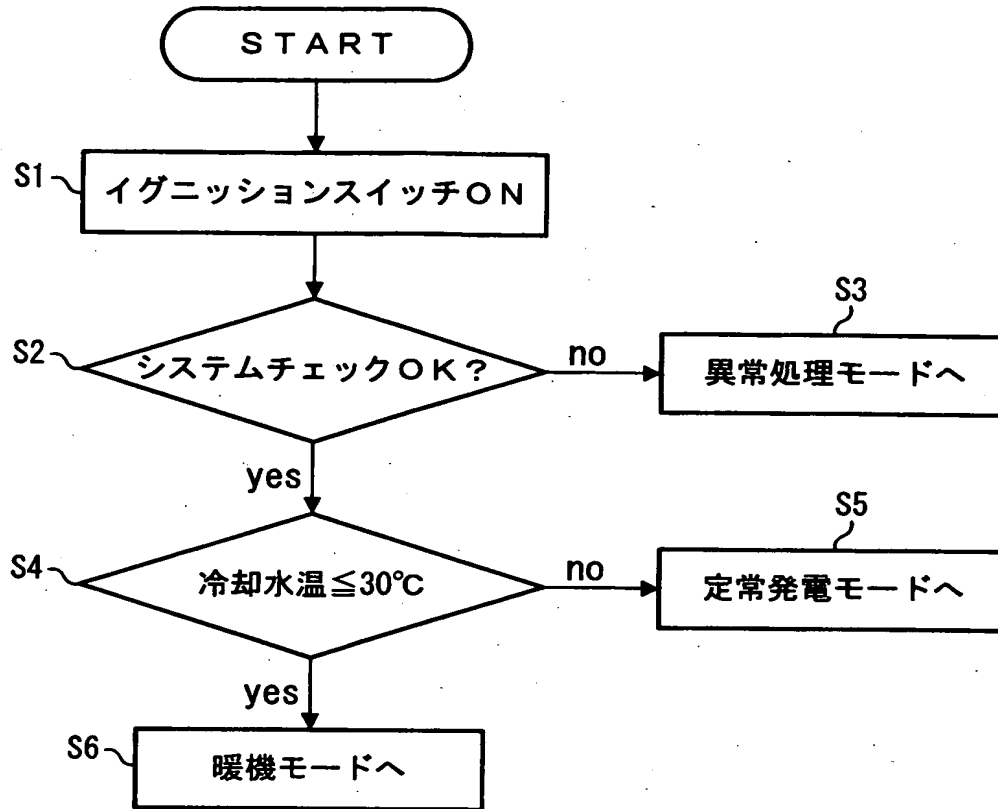 START
S1
イグニッションスイッチON
S2
システムチェックOK?
no
S3
異常処理モードへ
yes
S4
冷却水温≦30℃
no
S5
定常発電モードへ
yes
S6
暖機モードへ